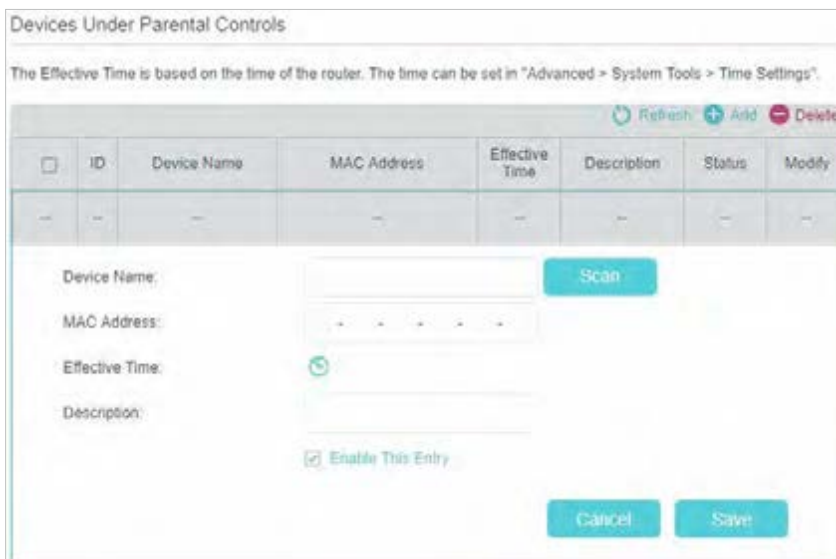 Devices Under Parental Controls
The Effective Time is based on the time of the router. The time can be set in "Advanced > System Tools > Time Settings".
Refresh Add Delete
ID Device Name MAC Address Effective Time Description Status Modify
-- -- -- -- -- -- -- --
Device Name: Scan
MAC Address: - - - - -
Effective Time:
Description:
Enable This Entry
Cancel Save